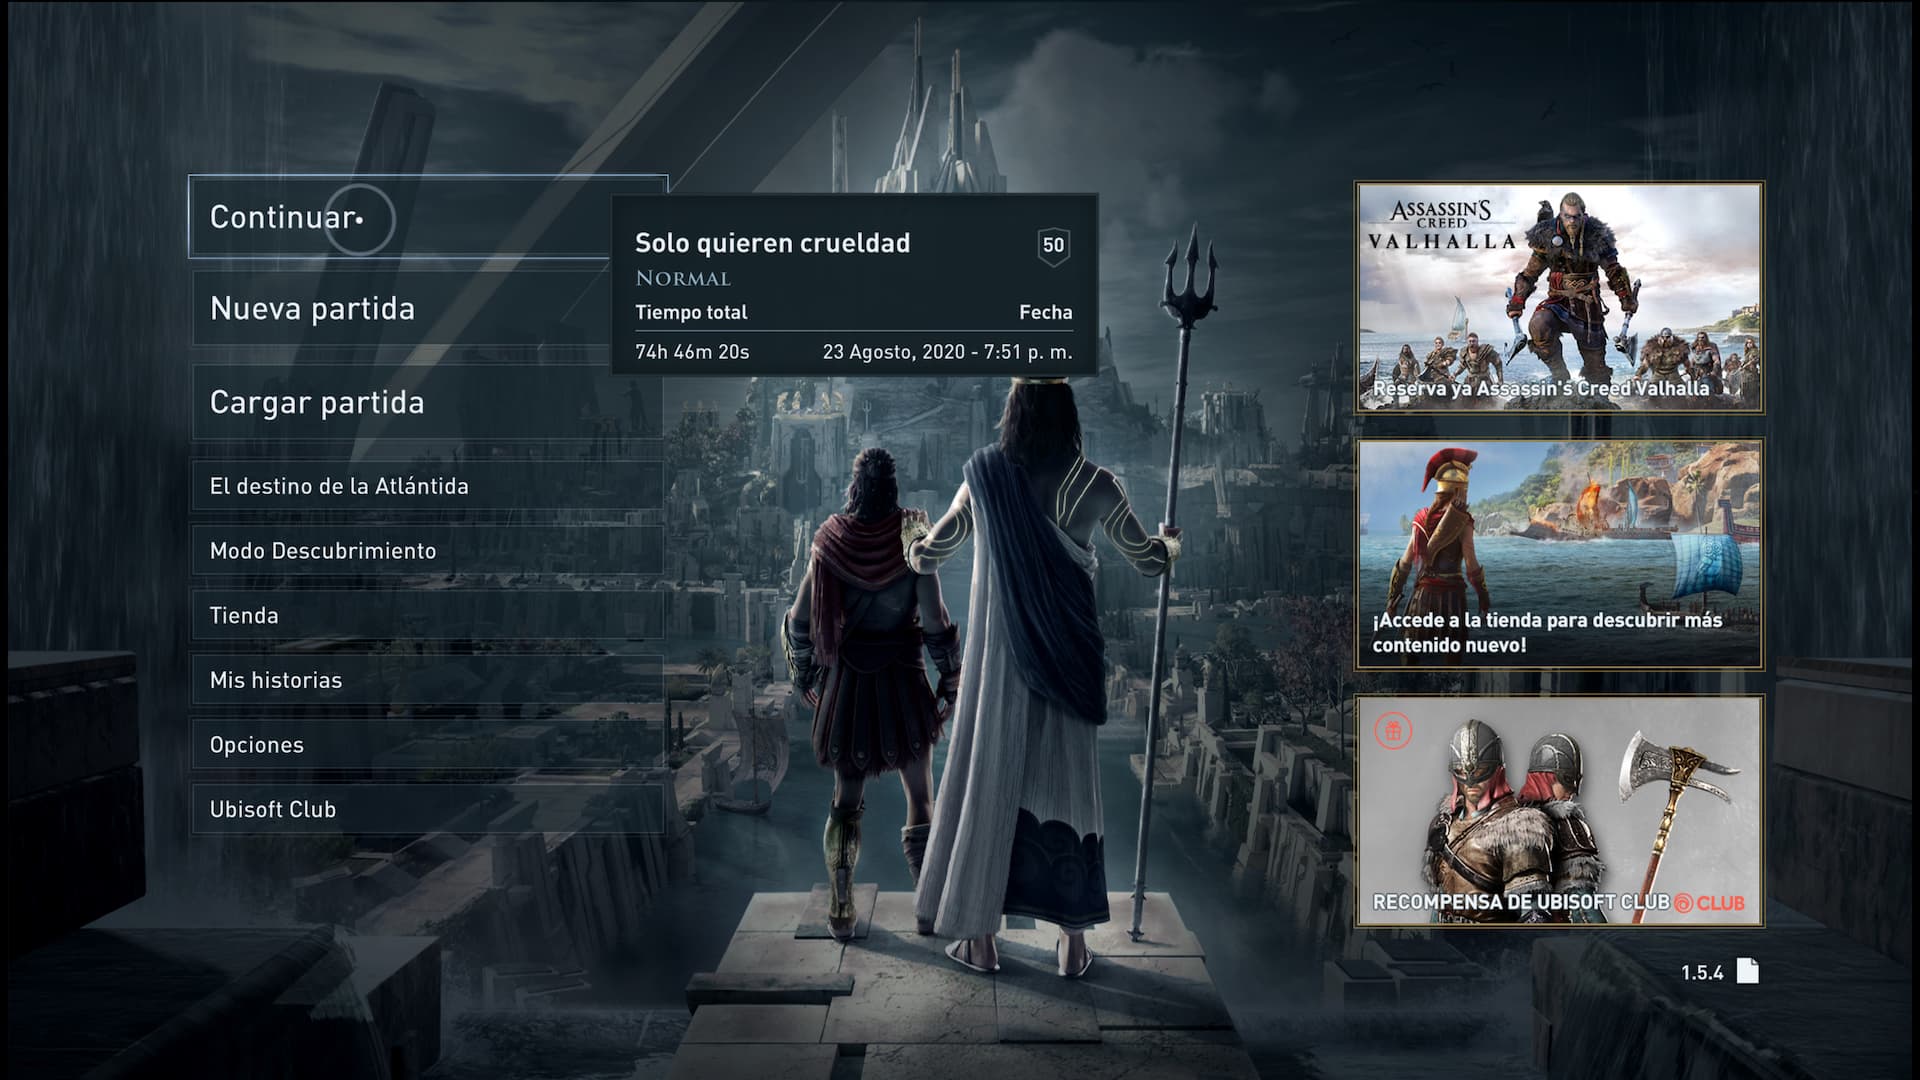 Continuar
Nueva partida
Cargar partida
El destino de la Atlántida
Modo Descubrimiento
Tienda
Mis historias
Opciones
Ubisoft Club
Solo quieren crueldad
50
NORMAL
Tiempo total Fecha
74h 46m 20s 23 Agosto, 2020 - 7:51 p. m.
ASSASSIN'S
CREED
VALHALLA
Reserva ya Assassin's Creed Valhalla
¡Accede a la tienda para descubrir más
contenido nuevo!
RECOMPENSA DE UBISOFT CLUB CLUB
1.5.4